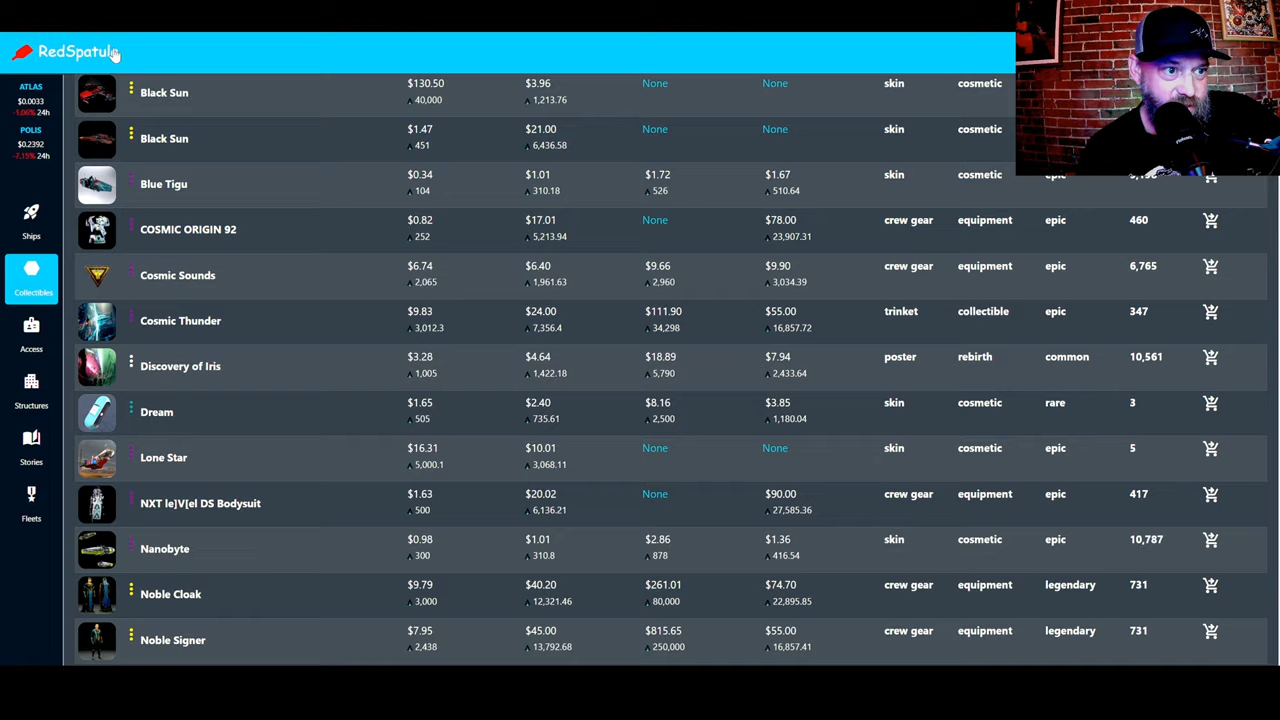 RedSpatul
ATLAS
$0.0033
-1.06% 24h
POLIS
$0.2392
-7.15% 24h
Ships
Collectibles
Access
Structures
Stories
Fleets
Black Sun $130.50 $3.96 None None skin cosmetic
40,000 1,213.76
Black Sun $1.47 $21.00 None None skin cosmetic
451 6,436.58
Blue Tigu $0.34 $1.01 $1.72 $1.67 skin cosmetic epic
104 310.18 526 510.64
COSMIC ORIGIN 92 $0.82 $17.01 None $78.00 crew gear equipment epic 460
252 5,213.94 23,907.31
Cosmic Sounds $6.74 $6.40 $9.66 $9.90 crew gear equipment epic 6,765
2,065 1,961.63 2,960 3,034.39
Cosmic Thunder $9.83 $24.00 $111.90 $55.00 trinket collectible epic 347
3,012.3 7,356.4 34,298 16,857.72
Discovery of Iris $3.28 $4.64 $18.89 $7.94 poster rebirth common 10,561
1,005 1,422.18 5,790 2,433.64
Dream $1.65 $2.40 $8.16 $3.85 skin cosmetic rare 3
505 735.61 2,500 1,180.04
Lone Star $16.31 $10.01 None None skin cosmetic epic 5
5,000.1 3,068.11
NXT le]V[el DS Bodysuit $1.63 $20.02 None $90.00 crew gear equipment epic 417
500 6,136.21 27,585.36
Nanobyte $0.98 $1.01 $2.86 $1.36 skin cosmetic epic 10,787
300 310.8 878 416.54
Noble Cloak $9.79 $40.20 $261.01 $74.70 crew gear equipment legendary 731
3,000 12,321.46 80,000 22,895.85
Noble Signer $7.95 $45.00 $815.65 $55.00 crew gear equipment legendary 731
2,438 13,792.68 250,000 16,857.41